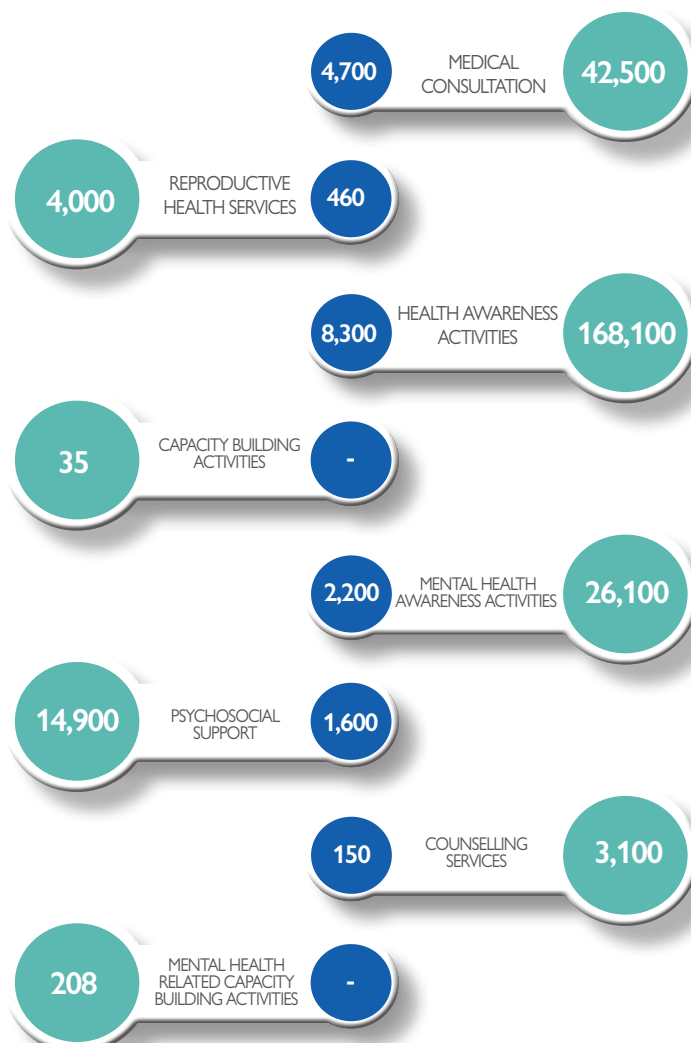 4,700
MEDICAL
CONSULTATION
42,500
4,000
REPRODUCTIVE
HEALTH SERVICES
460
8,300
HEALTH AWARENESS
ACTIVITIES
168,100
35
CAPACITY BUILDING
ACTIVITIES
-
2,200
MENTAL HEALTH
AWARENESS ACTIVITIES
26,100
14,900
PSYCHOSOCIAL
SUPPORT
1,600
150
COUNSELLING
SERVICES
3,100
208
MENTAL HEALTH
RELATED CAPACITY
BUILDING ACTIVITIES
-